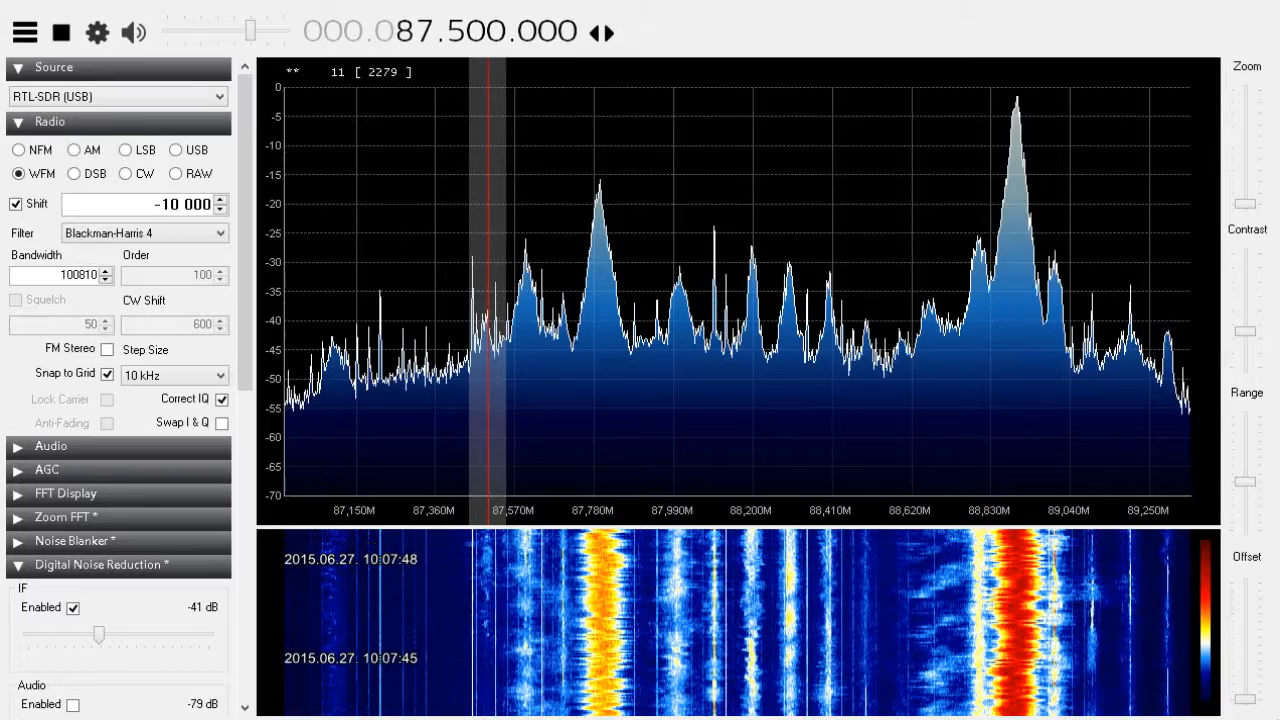 000.087.500.000
Source
RTL-SDR (USB)
Radio
NFM AM LSB USB
WFM DSB CW RAW
Shift -10 000
Filter Blackman-Harris 4
Bandwidth Order
100810 100
Squelch CW Shift
50 600
FM Stereo Step Size
Snap to Grid 10 kHz
Lock Carrier Correct IQ
Anti-Fading Swap I & Q
Audio
AGC
FFT Display
Zoom FFT *
Noise Blanker *
Digital Noise Reduction *
IF
Enabled -41 dB
Audio
Enabled -79 dB
** 11 [ 2279 ]
0
-5
-10
-15
-20
-25
-30
-35
-40
-45
-50
-55
-60
-65
-70
87,150M 87,360M 87,570M 87,780M 87,990M 88,200M 88,410M 88,620M 88,830M 89,040M 89,250M
2015.06.27. 10:07:48
2015.06.27. 10:07:45
Zoom
Contrast
Range
Offset